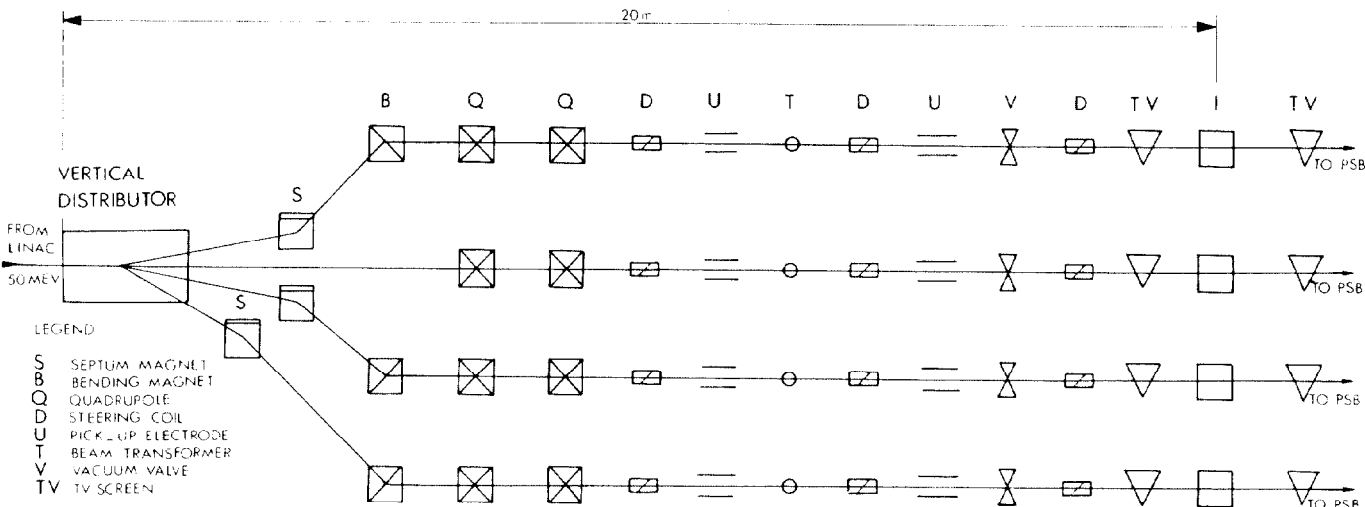 20 m
B Q Q D U T D U V D TV I TV
TO PSB
VERTICAL
DISTRIBUTOR
S
FROM
LINAC
50 MEV
TO PSB
S
LEGEND
S SEPTUM MAGNET
B BENDING MAGNET
Q QUADRUPOLE
D STEERING COIL
U PICK-UP ELECTRODE
T BEAM TRANSFORMER
V VACUUM VALVE
TV TV SCREEN
TO PSB
TO PSB